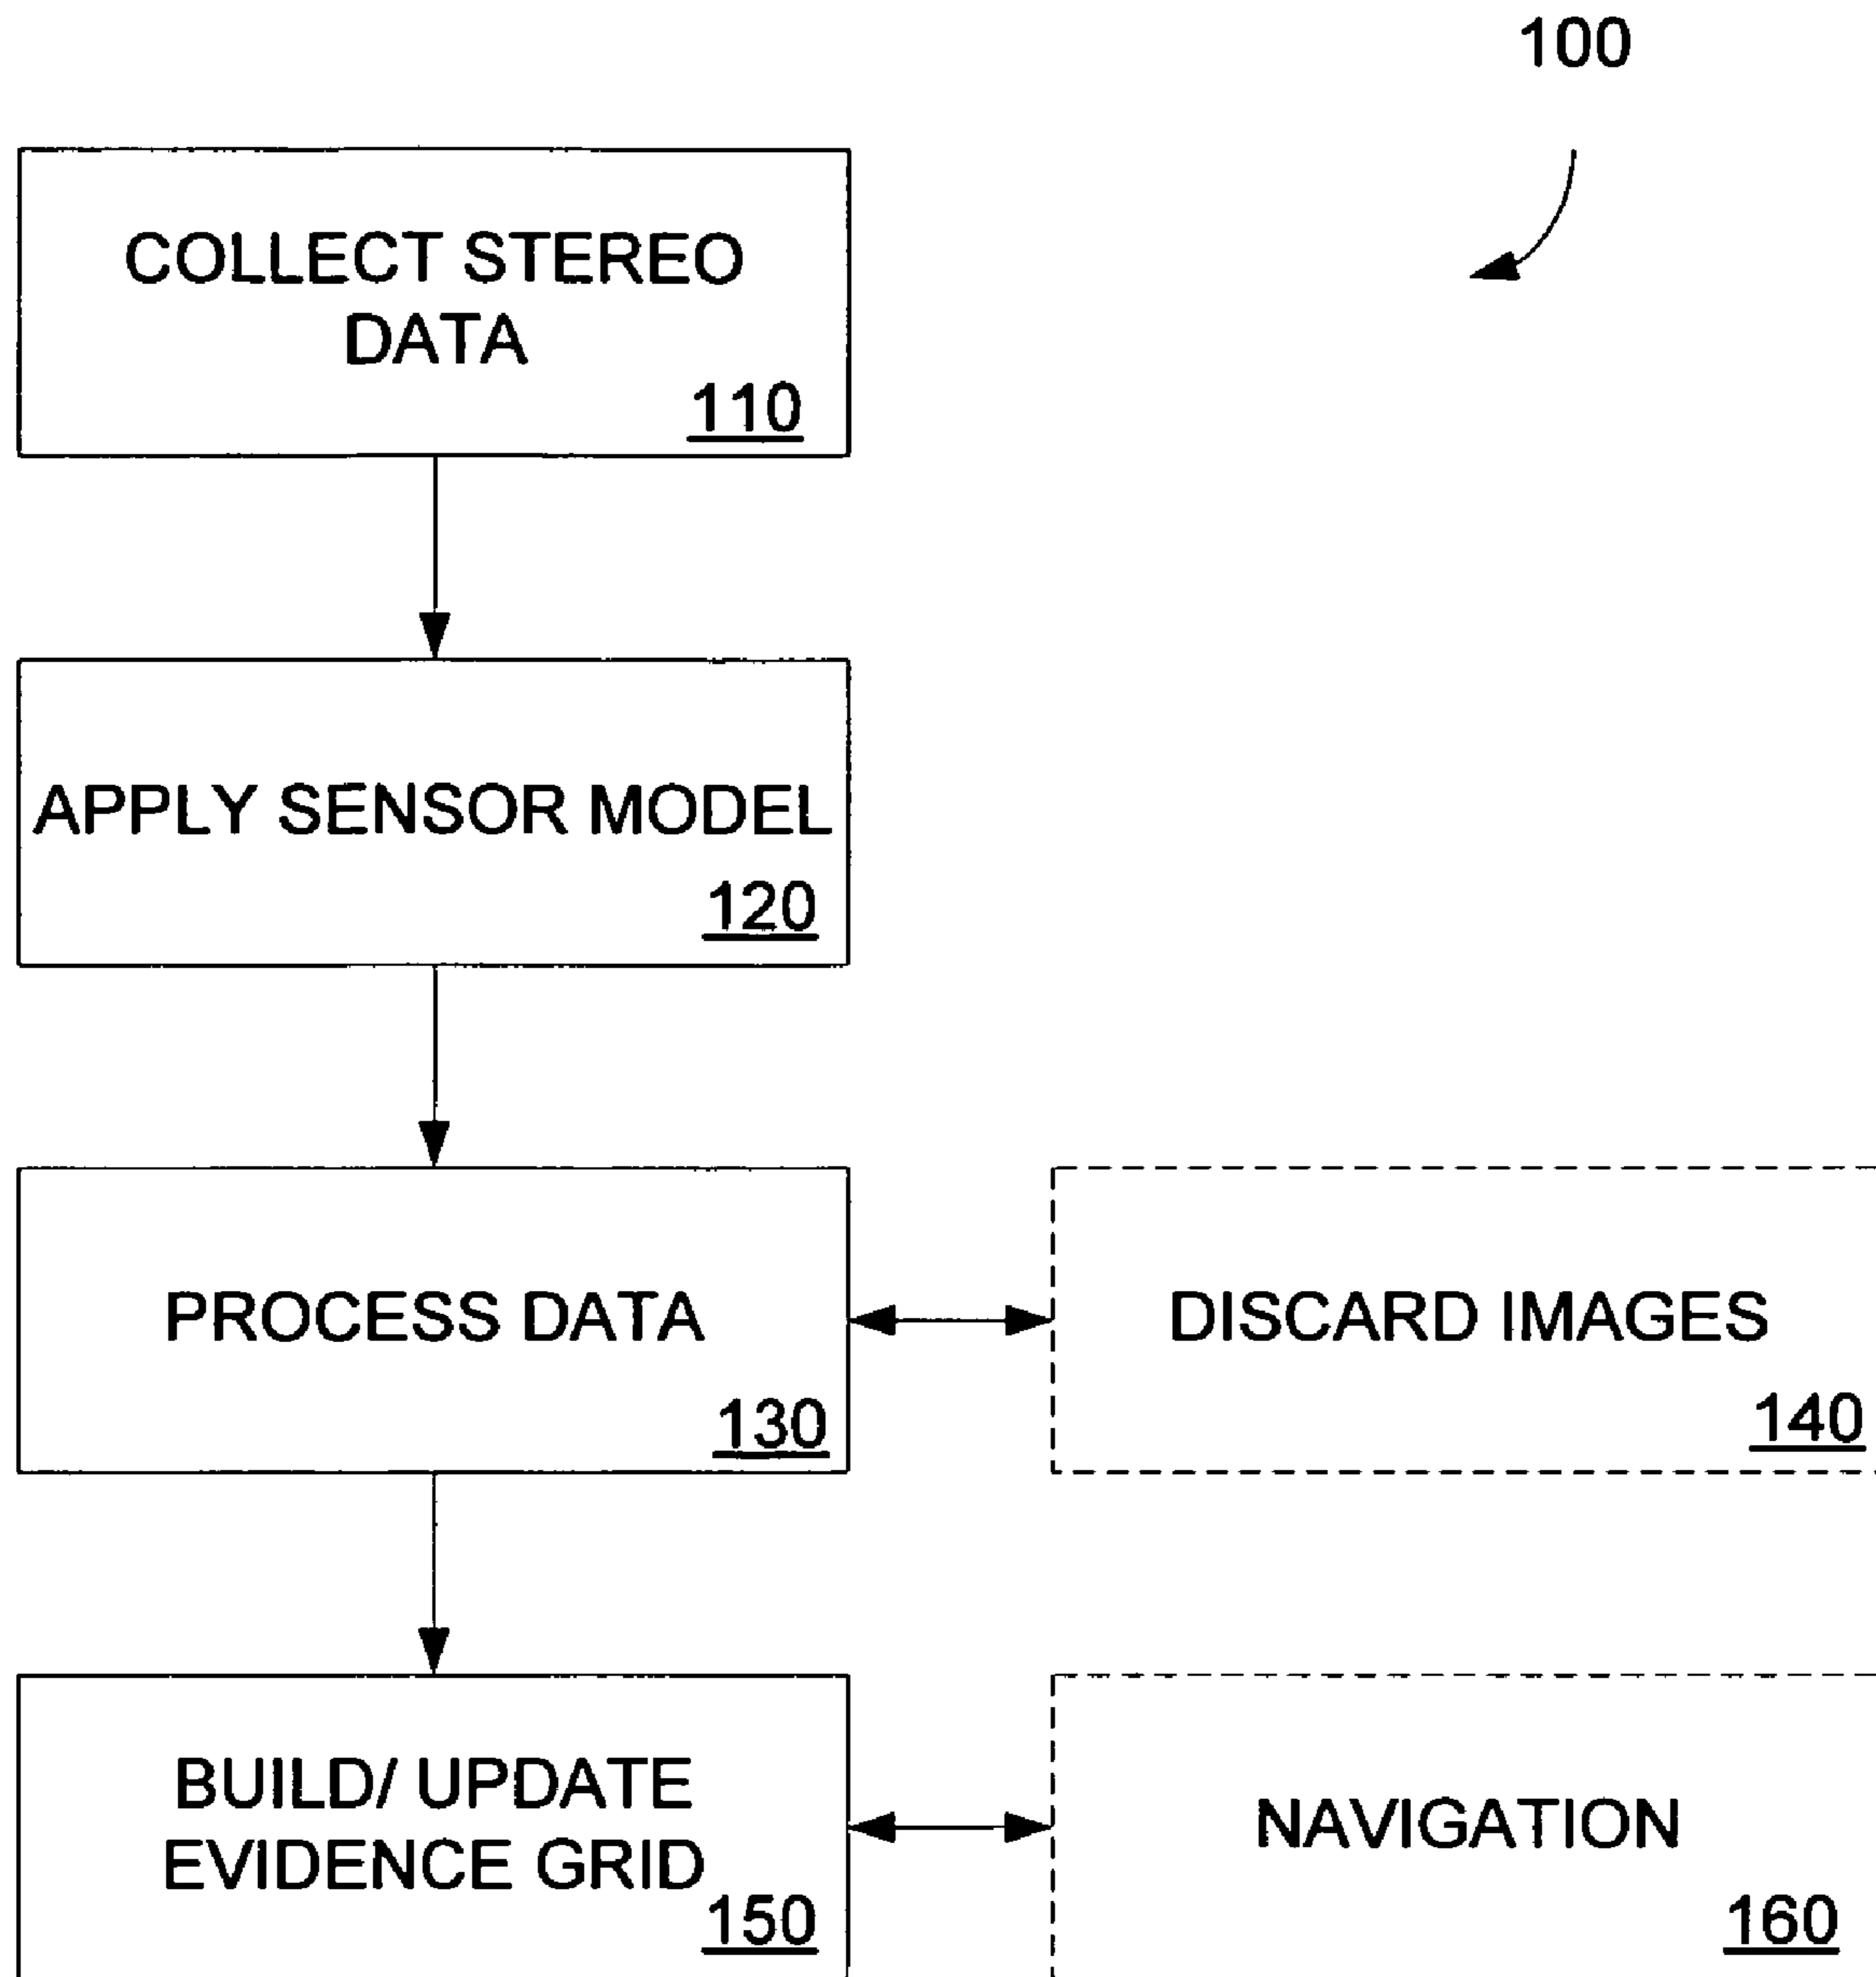 100
COLLECT STEREO
DATA
110
APPLY SENSOR MODEL
120
PROCESS DATA
130
DISCARD IMAGES
140
BUILD/ UPDATE
EVIDENCE GRID
150
NAVIGATION
160